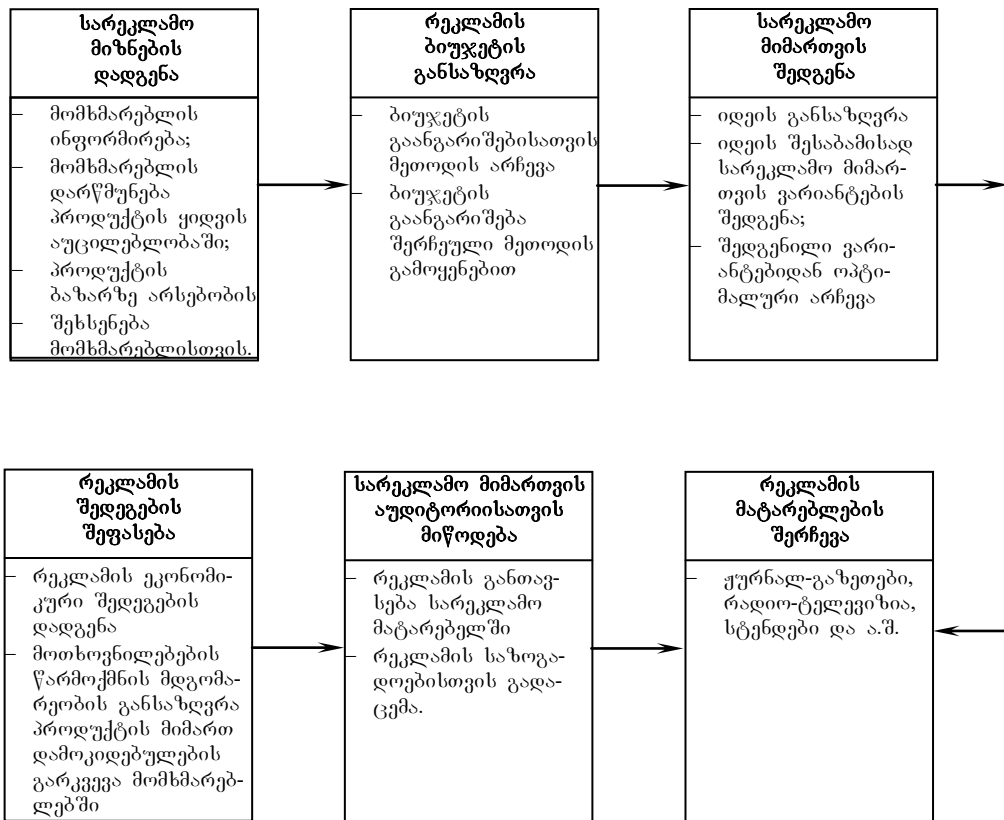 სარეკლამო
მიზნების
დადგენა
მომხმარებლის
ინფორმირება;
მომხმარებლის
დარწმუნება
პროდუქტის ყიდვის
აუცილებლობაში;
პროდუქტის
ბაზარზე არსებობის
შეხსენება
მომხმარებლისთვის.
რეკლამის
ბიუჯეტის
განსაზღვრა
ბიუჯეტის
გაანგარიშებისათვის
მეთოდის არჩევა
ბიუჯეტის
გაანგარიშება
შერჩეული მეთოდის
გამოყენებით
სარეკლამო
მიმართვის
შედგენა
იდეის განსაზღვრა
იდეის შესაბამისად
სარეკლამო მიმარ-
თვის ვარიანტების
შედგენა;
შედგენილი ვარი-
ანტებიდან ოპტი-
მალური არჩევა
რეკლამის
შედეგების
შეფასება
რეკლამის ეკონომი-
კური შედეგების
დადგენა
მოთხოვნილებების
წარმოქმნის მდგომა-
რეობის განსაზღვრა
პროდუქტის მიმართ
დამოკიდებულების
გარკვევა მომხმარებ-
ლებში
სარეკლამო მიმართვის
აუდიტორიისათვის
მიწოდება
რეკლამის განთავ-
სება სარეკლამო
მატარებელში
რეკლამის საზოგა-
დოებისთვის გადა-
ცემა.
რეკლამის
მატარებლების
შერჩევა
ჟურნალ-გაზეთები,
რადიო-ტელევიზია,
სტენდები და ა.შ.